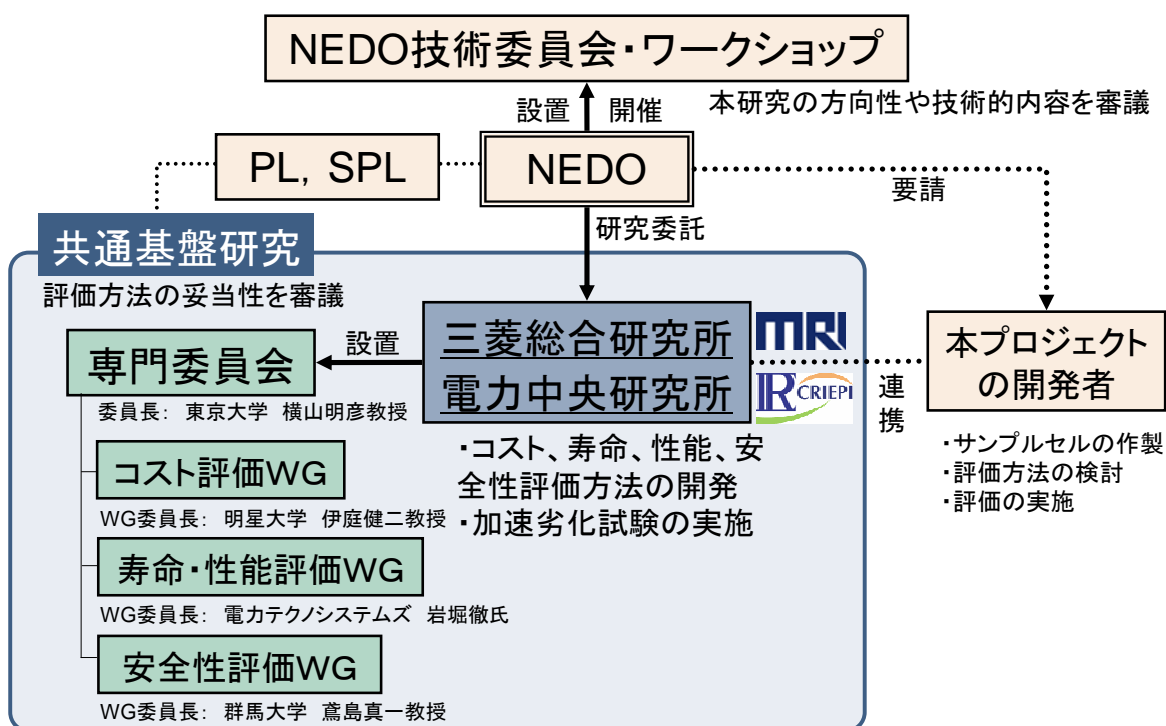 NEDO技術委員会・ワークショップ
設置 開催
本研究の方向性や技術的内容を審議
PL, SPL
NEDO
要請
研究委託
共通基盤研究
評価方法の妥当性を審議
三菱総合研究所
電力中央研究所
MRI
CRIEPI
設置
専門委員会
委員長: 東京大学 横山明彦教授
連
携
本プロジェクト
の開発者
・サンプルセルの作製
・評価方法の検討
・評価の実施
・コスト、寿命、性能、安
全性評価方法の開発
・加速劣化試験の実施
コスト評価WG
WG委員長: 明星大学 伊庭健二教授
寿命・性能評価WG
WG委員長: 電力テクノシステムズ 岩堀徹氏
安全性評価WG
WG委員長: 群馬大学 鳶島真一教授